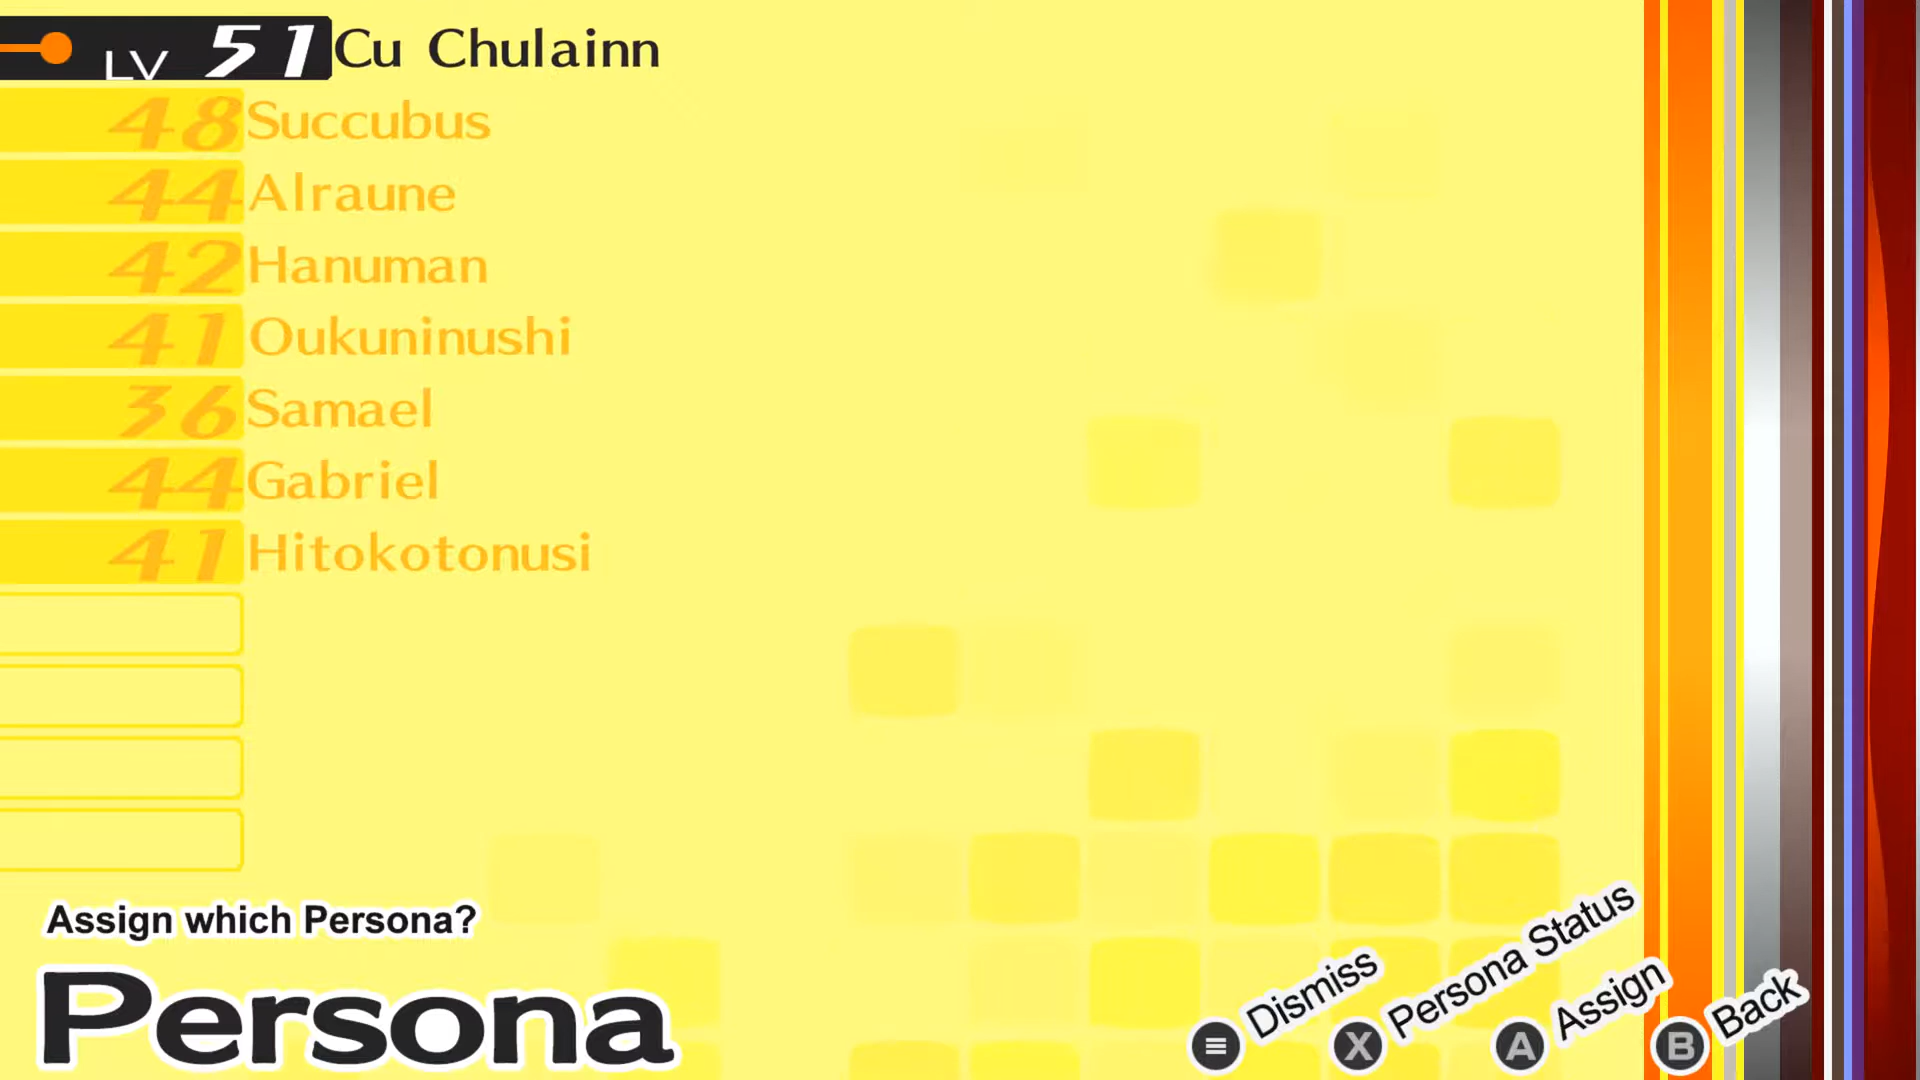 LV 51 Cu Chulainn
48 Succubus
44 Alraune
42 Hanuman
41 Oukuninushi
36 Samael
44 Gabriel
41 Hitokotonusi
Assign which Persona?
Persona
Dismiss
X Persona Status
A Assign
B Back